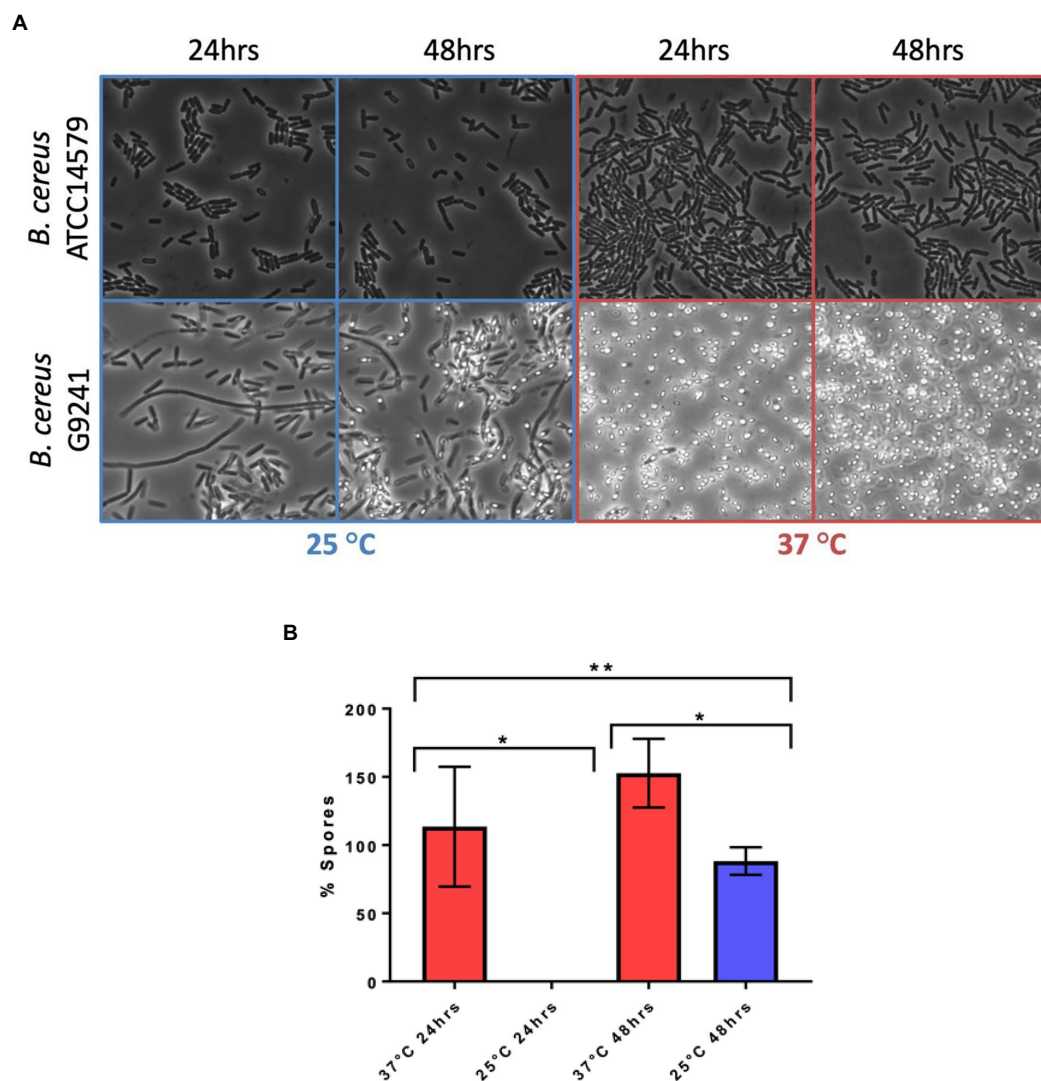 A
24hrs 48hrs 24hrs 48hrs
B. cereus
ATCC14579
B. cereus
G9241
25 °C 37 °C
B
**
* *
% Spores
200
150
100
50
0
37°C 24hrs
25°C 24hrs
37°C 48hrs
25°C 48hrs